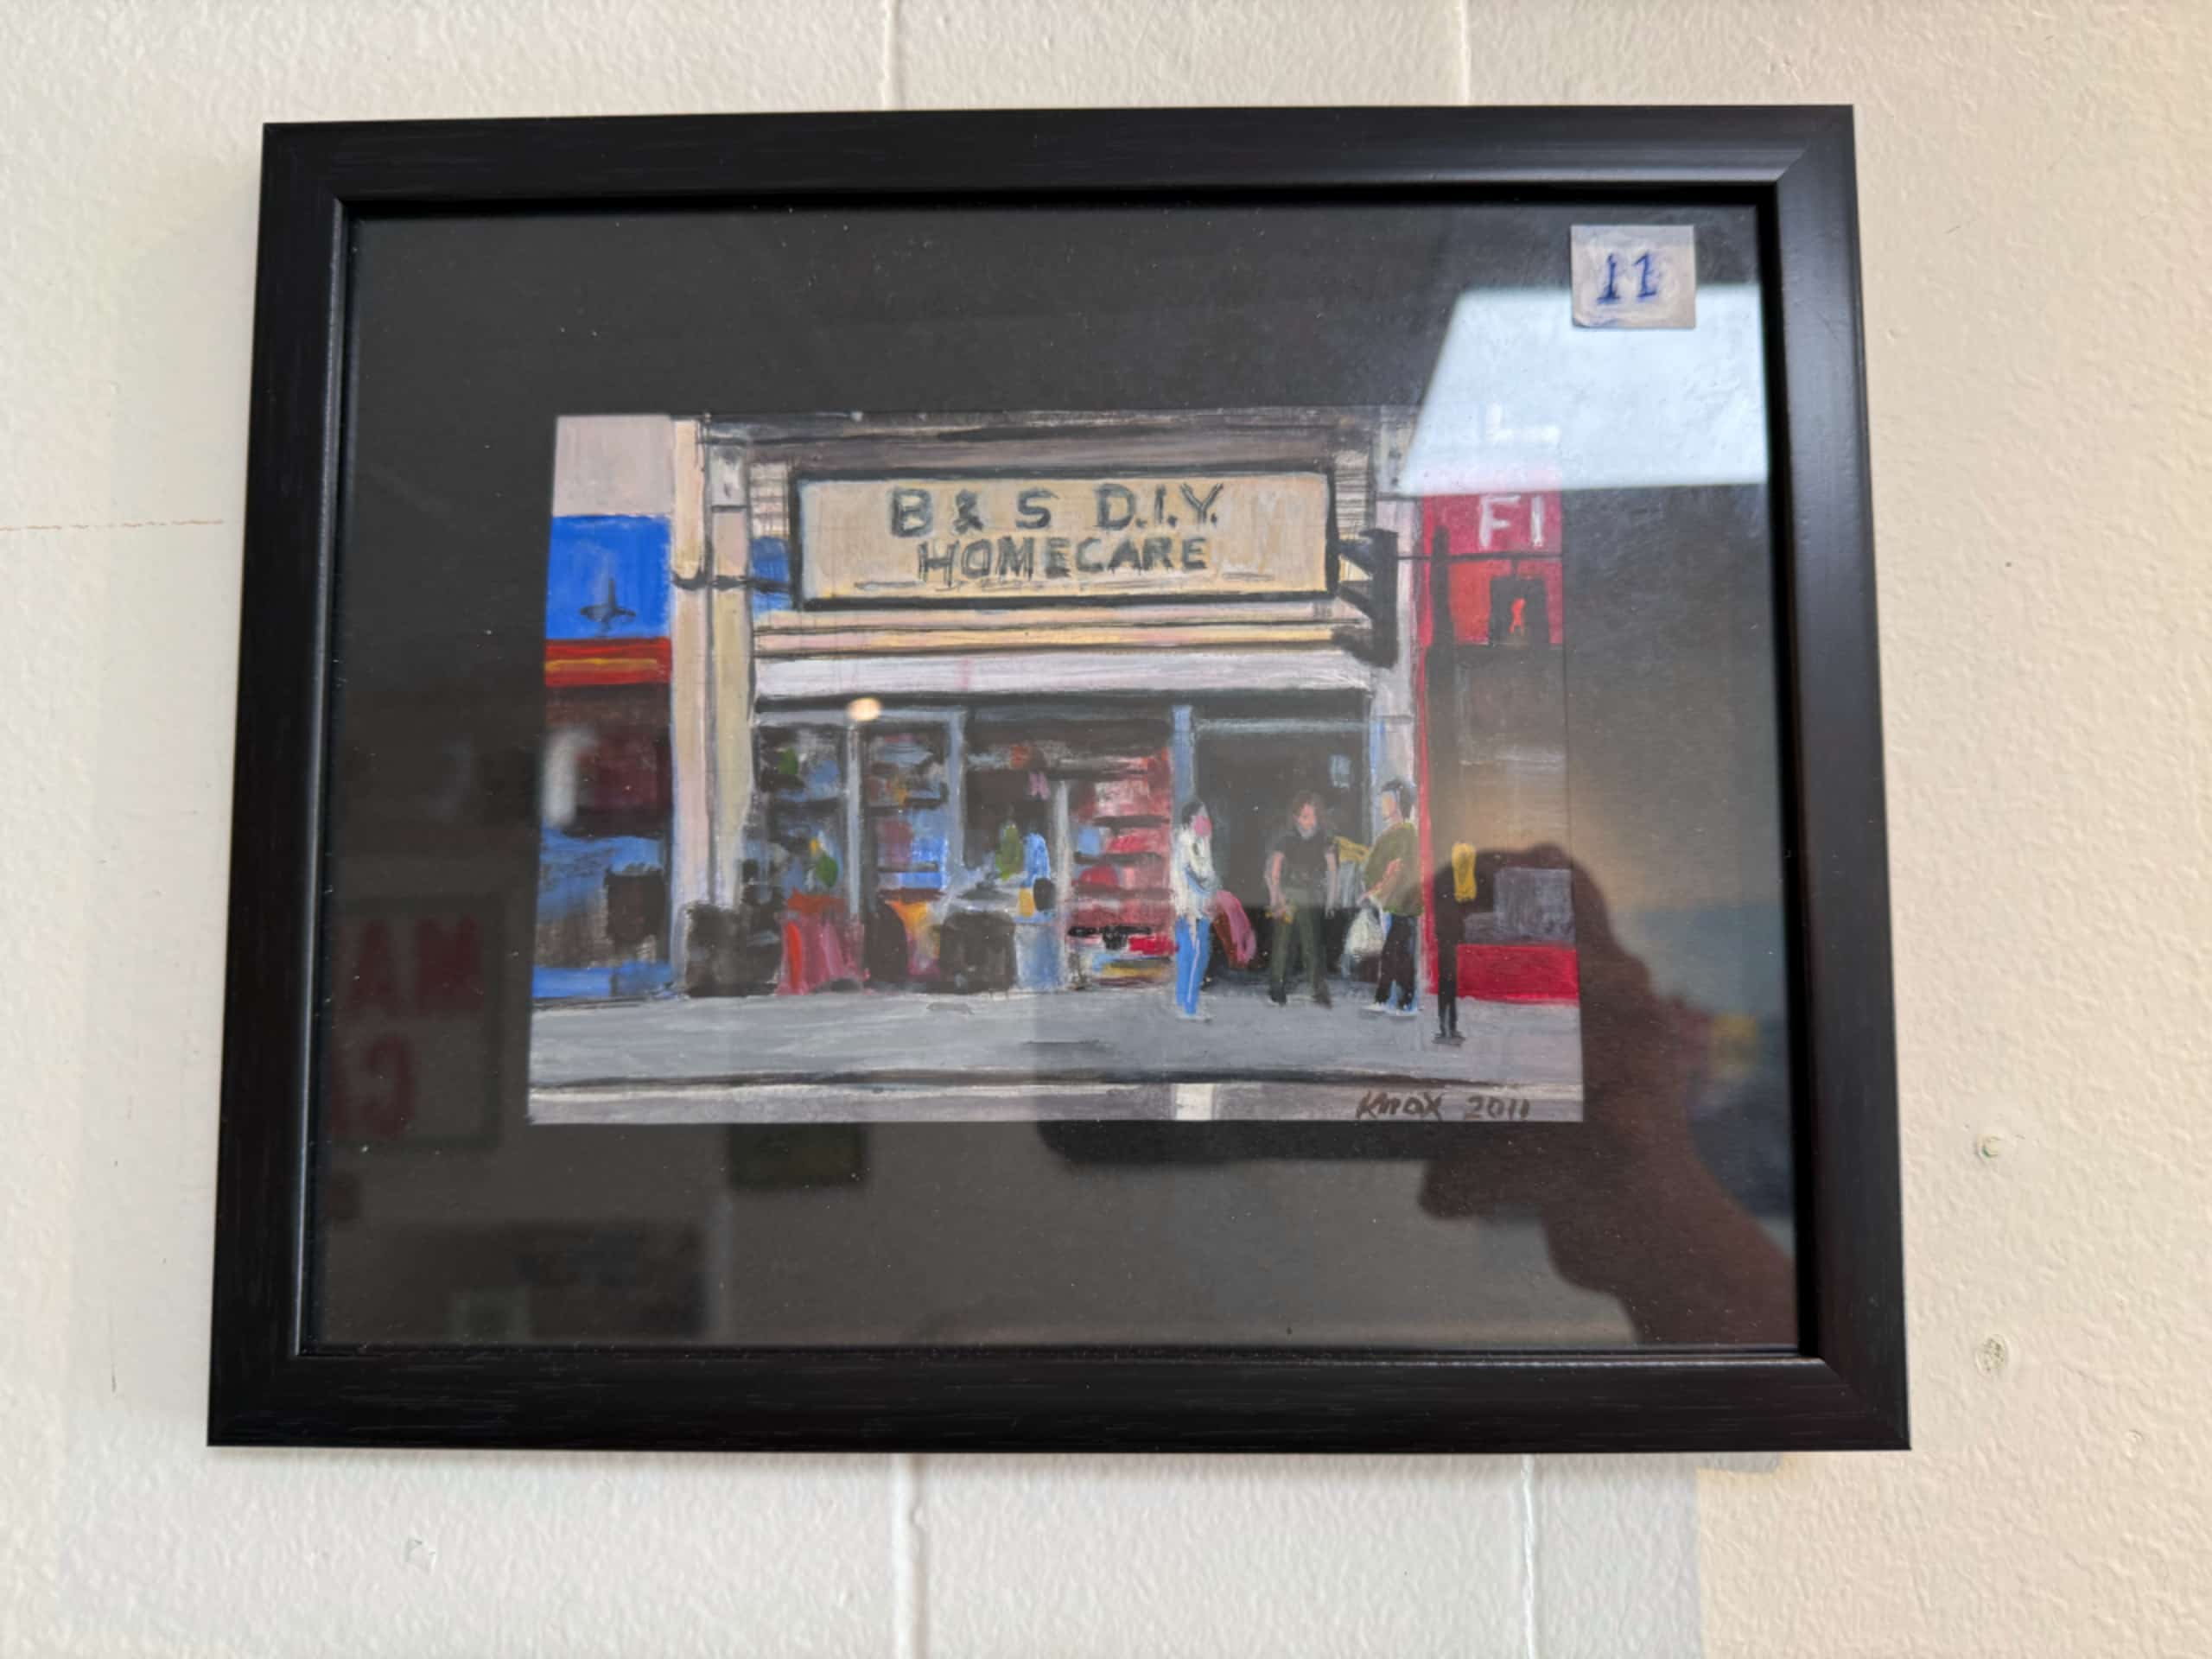 11
B & S D.I.Y.
HOMECARE
FI
Knox 2011